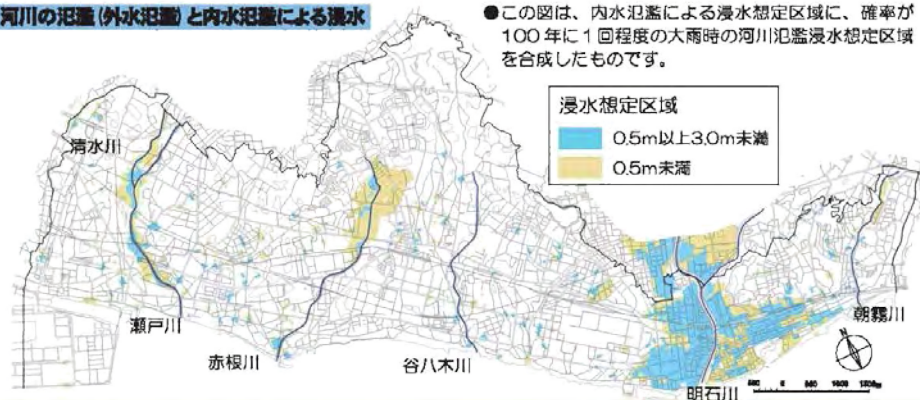 河川の氾濫(外水氾濫)と内水氾濫による浸水
●この図は、内水氾濫による浸水想定区域に、確率が
100年に1回程度の大雨時の河川氾濫浸水想定区域
を合成したものです。
浸水想定区域
0.5m以上3.0m未満
0.5m未満
清水川
瀬戸川
赤根川
谷八木川
明石川
朝霧川